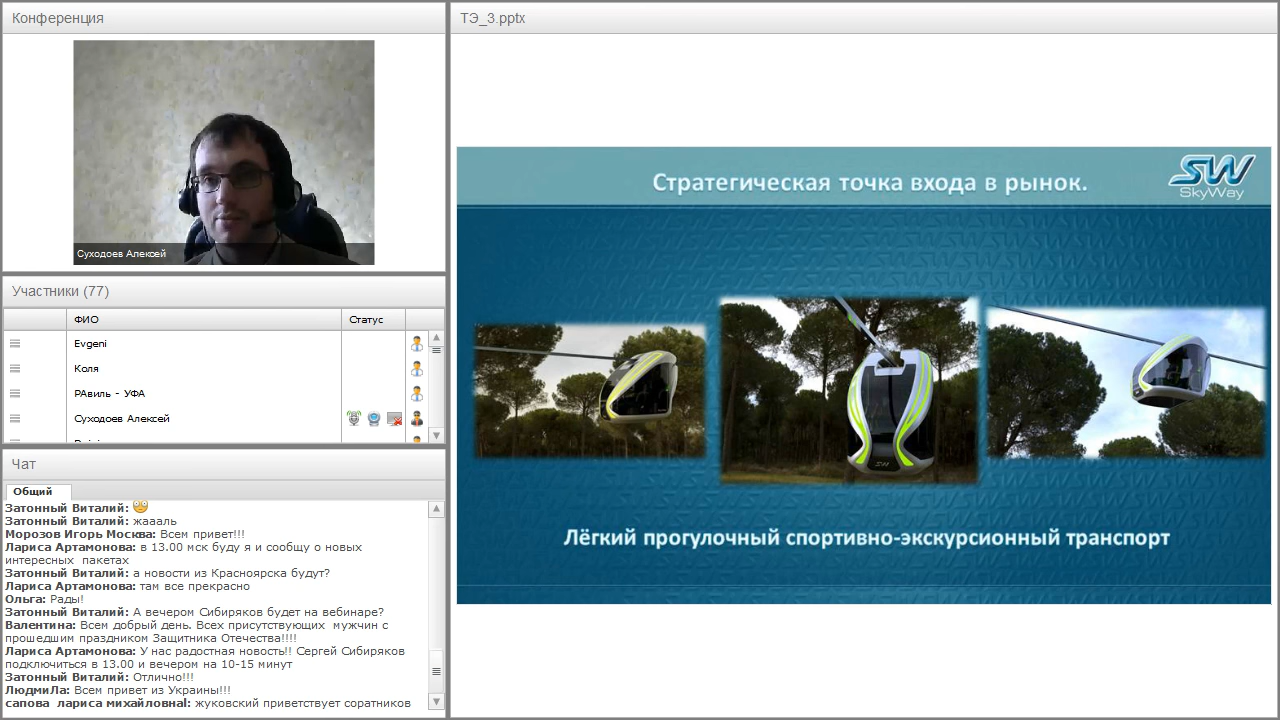 Конференция
Суходоев Алексей
Участники (77)
ФИО
Статус
Evgeni
Коля
РАвиль - УФА
Суходоев Алексей
Чат
Общий
Затонный Виталий:
Затонный Виталий: жаааль
Морозов Игорь Москва: Всем привет!!!
Лариса Артамонова: в 13.00 мск буду я и сообщу о новых
интересных пакетах
Затонный Виталий: а новости из Красноярска будут?
Лариса Артамонова: там все прекрасно
Ольга: Рады!
Затонный Виталий: А вечером Сибиряков будет на вебинаре?
Валентина: Всем добрый день. Всех присутствующих мужчин с
прошедшим праздником Защитника Отечества!!!!
Лариса Артамонова: У нас радостная новость!! Сергей Сибиряков
подключиться в 13.00 и вечером на 10-15 минут
Затонный Виталий: Отлично!!!
ЛюдмиЛа: Всем привет из Украины!!!
сапова лариса михайловнаl: жуковский приветствует соратников
ТЭ_3.pptx
Стратегическая точка входа в рынок.
SW
SkyWay
Лёгкий прогулочный спортивно-экскурсионный транспорт